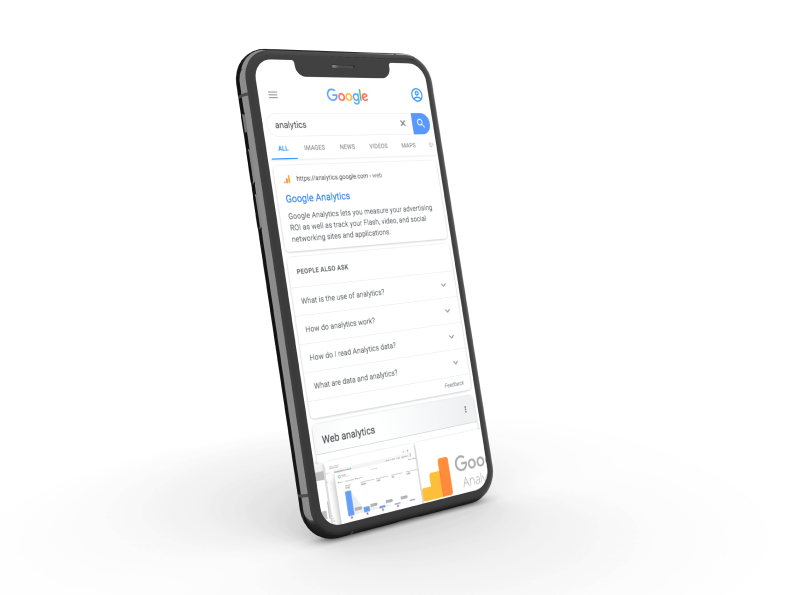 Google
analytics
ALL IMAGES NEWS VIDEOS MAPS
https://analytics.google.com › web
Google Analytics
Google Analytics lets you measure your advertising
ROI as well as track your Flash, video, and social
networking sites and applications.
PEOPLE ALSO ASK
What is the use of analytics?
How do analytics work?
How do I read Analytics data?
What are data and analytics?
Feedback
Web analytics
Goo
Analy